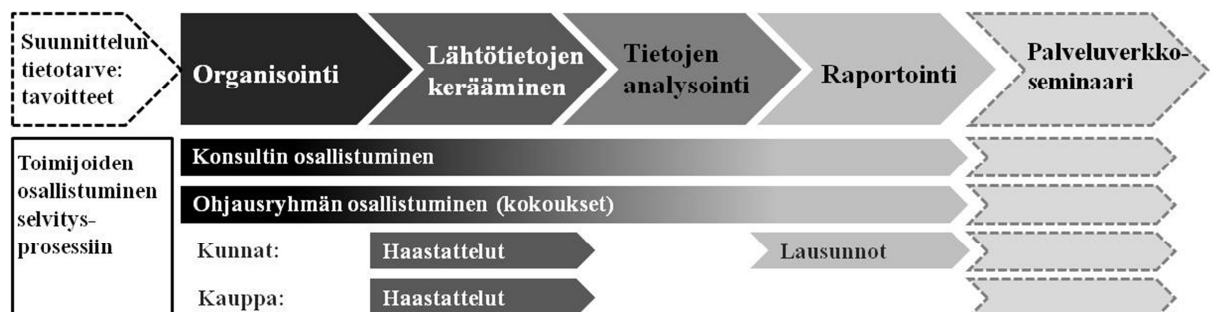 Suunnittelun
tietotarve:
tavoitteet
Organisointi
Lähtötietojen
kerääminen
Tietojen
analysointi
Raportointi
Palveluverkko-
seminaari
Toimijoiden
osallistuminen
selvitys-
prosessiin
Konsultin osallistuminen
Ohjausryhmän osallistuminen (kokoukset)
Kunnat: Haastattelut Lausunnot
Kauppa: Haastattelut